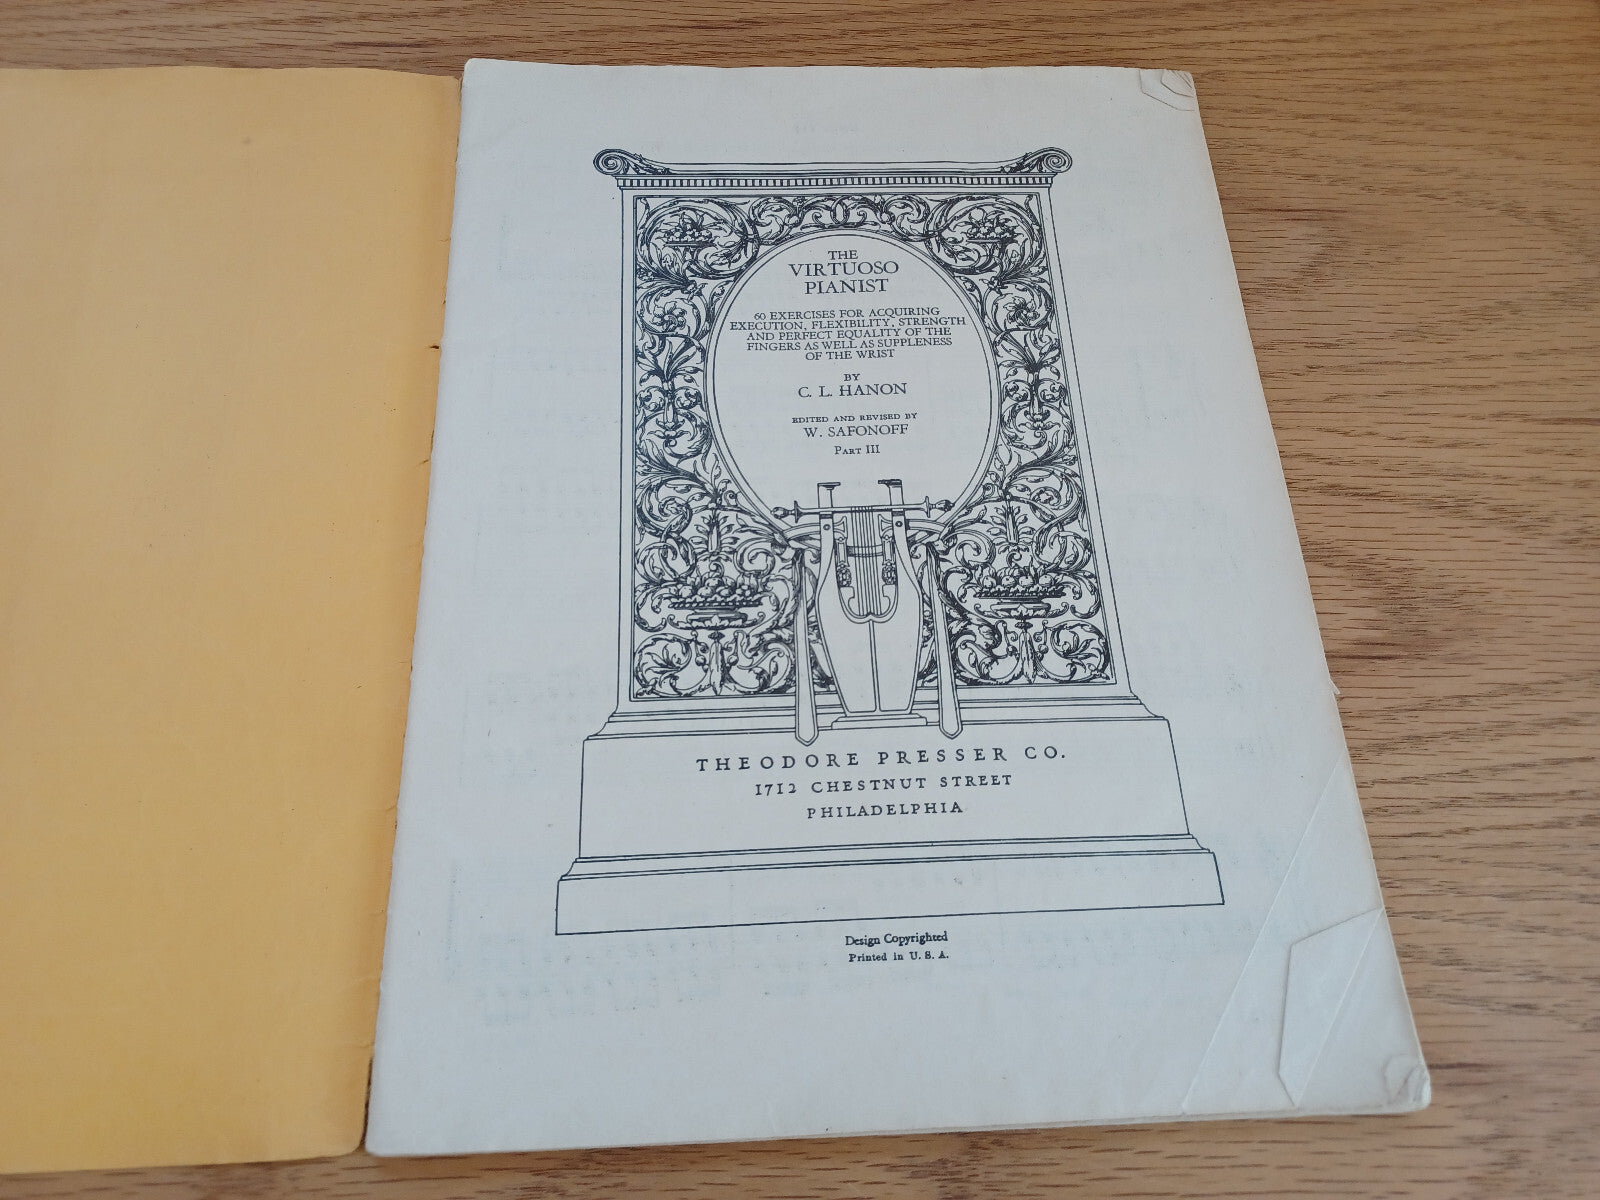 THE
VIRTUOSO
PIANIST
60 EXERCISES FOR ACQUIRING
EXECUTION, FLEXIBILITY, STRENGTH
AND PERFECT EQUALITY OF THE
FINGERS AS WELL AS SUPPLENESS
OF THE WRIST
BY
C. L. HANON
EDITED AND REVISED BY
W. SAFONOFF
PART III
THEODORE PRESSER CO.
1712 CHESTNUT STREET
PHILADELPHIA
Design Copyrighted
Printed in U. S. A.